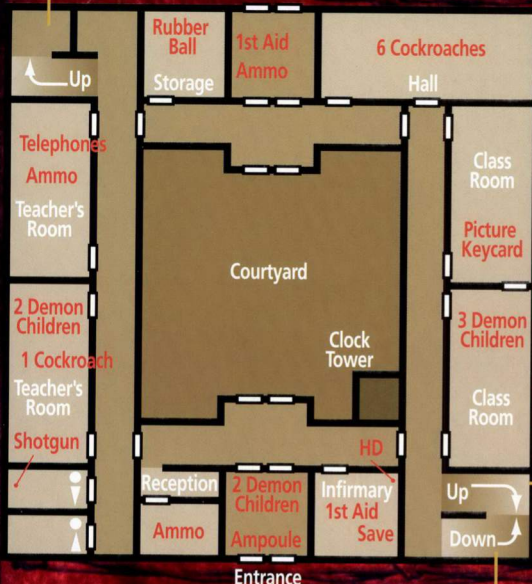 Rubber
Ball
Storage
1st Aid
Ammo
6 Cockroaches
Hall
Up
Telephones
Ammo
Teacher's
Room
Class
Room
Picture
Keycard
Courtyard
2 Demon
Children
1 Cockroach
Teacher's
Room
Shotgun
Clock
Tower
3 Demon
Children
Class
Room
HD
Reception
Ammo
2 Demon
Children
Ampoule
Infirmary
1st Aid
Save
Up
Down
Entrance